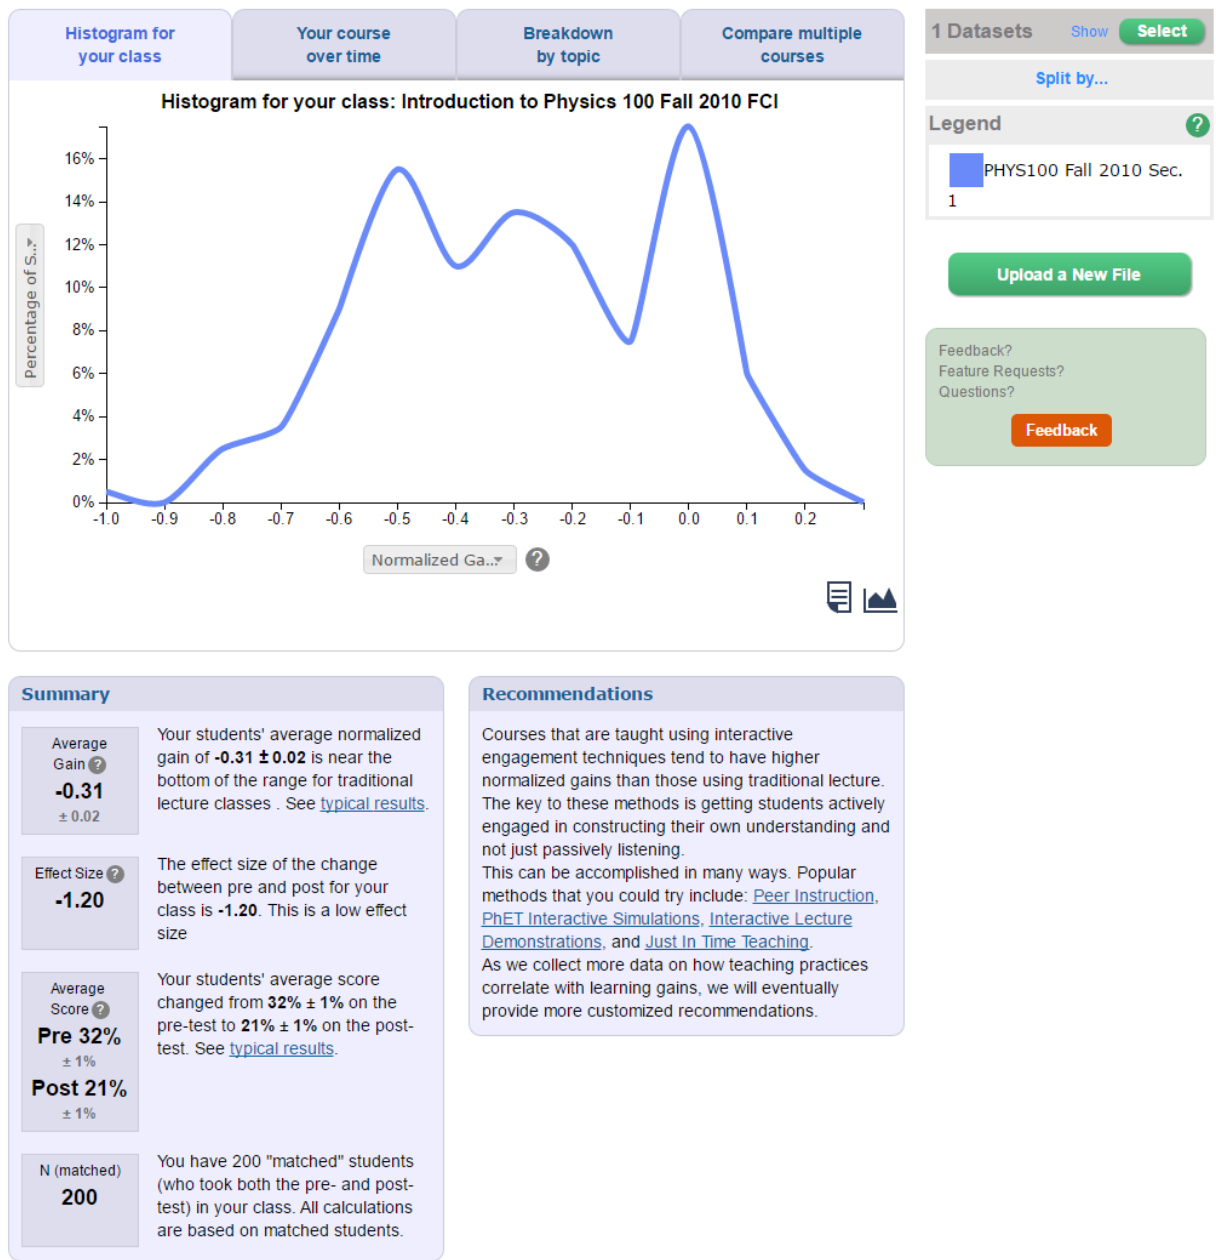 Histogram for
your class
Your course
over time
Breakdown
by topic
Compare multiple
courses
Histogram for your class: Introduction to Physics 100 Fall 2010 FCI
Percentage of S...
16%
14%
12%
10%
8%
6%
4%
2%
0%
-1.0 -0.9 -0.8 -0.7 -0.6 -0.5 -0.4 -0.3 -0.2 -0.1 0.0 0.1 0.2
Normalized Ga... ?
1 Datasets Show Select
Split by...
Legend ?
PHYS100 Fall 2010 Sec.
1
Upload a New File
Feedback?
Feature Requests?
Questions?
Feedback
Summary
Average
Gain ?
-0.31
± 0.02
Your students' average normalized
gain of -0.31 ± 0.02 is near the
bottom of the range for traditional
lecture classes . See typical results.
Effect Size ?
-1.20
The effect size of the change
between pre and post for your
class is -1.20. This is a low effect
size
Average
Score ?
Pre 32%
± 1%
Post 21%
± 1%
Your students' average score
changed from 32% ± 1% on the
pre-test to 21% ± 1% on the post-
test. See typical results.
N (matched)
200
You have 200 "matched" students
(who took both the pre- and post-
test) in your class. All calculations
are based on matched students.
Recommendations
Courses that are taught using interactive
engagement techniques tend to have higher
normalized gains than those using traditional lecture.
The key to these methods is getting students actively
engaged in constructing their own understanding and
not just passively listening.
This can be accomplished in many ways. Popular
methods that you could try include: Peer Instruction,
PhET Interactive Simulations, Interactive Lecture
Demonstrations, and Just In Time Teaching.
As we collect more data on how teaching practices
correlate with learning gains, we will eventually
provide more customized recommendations.